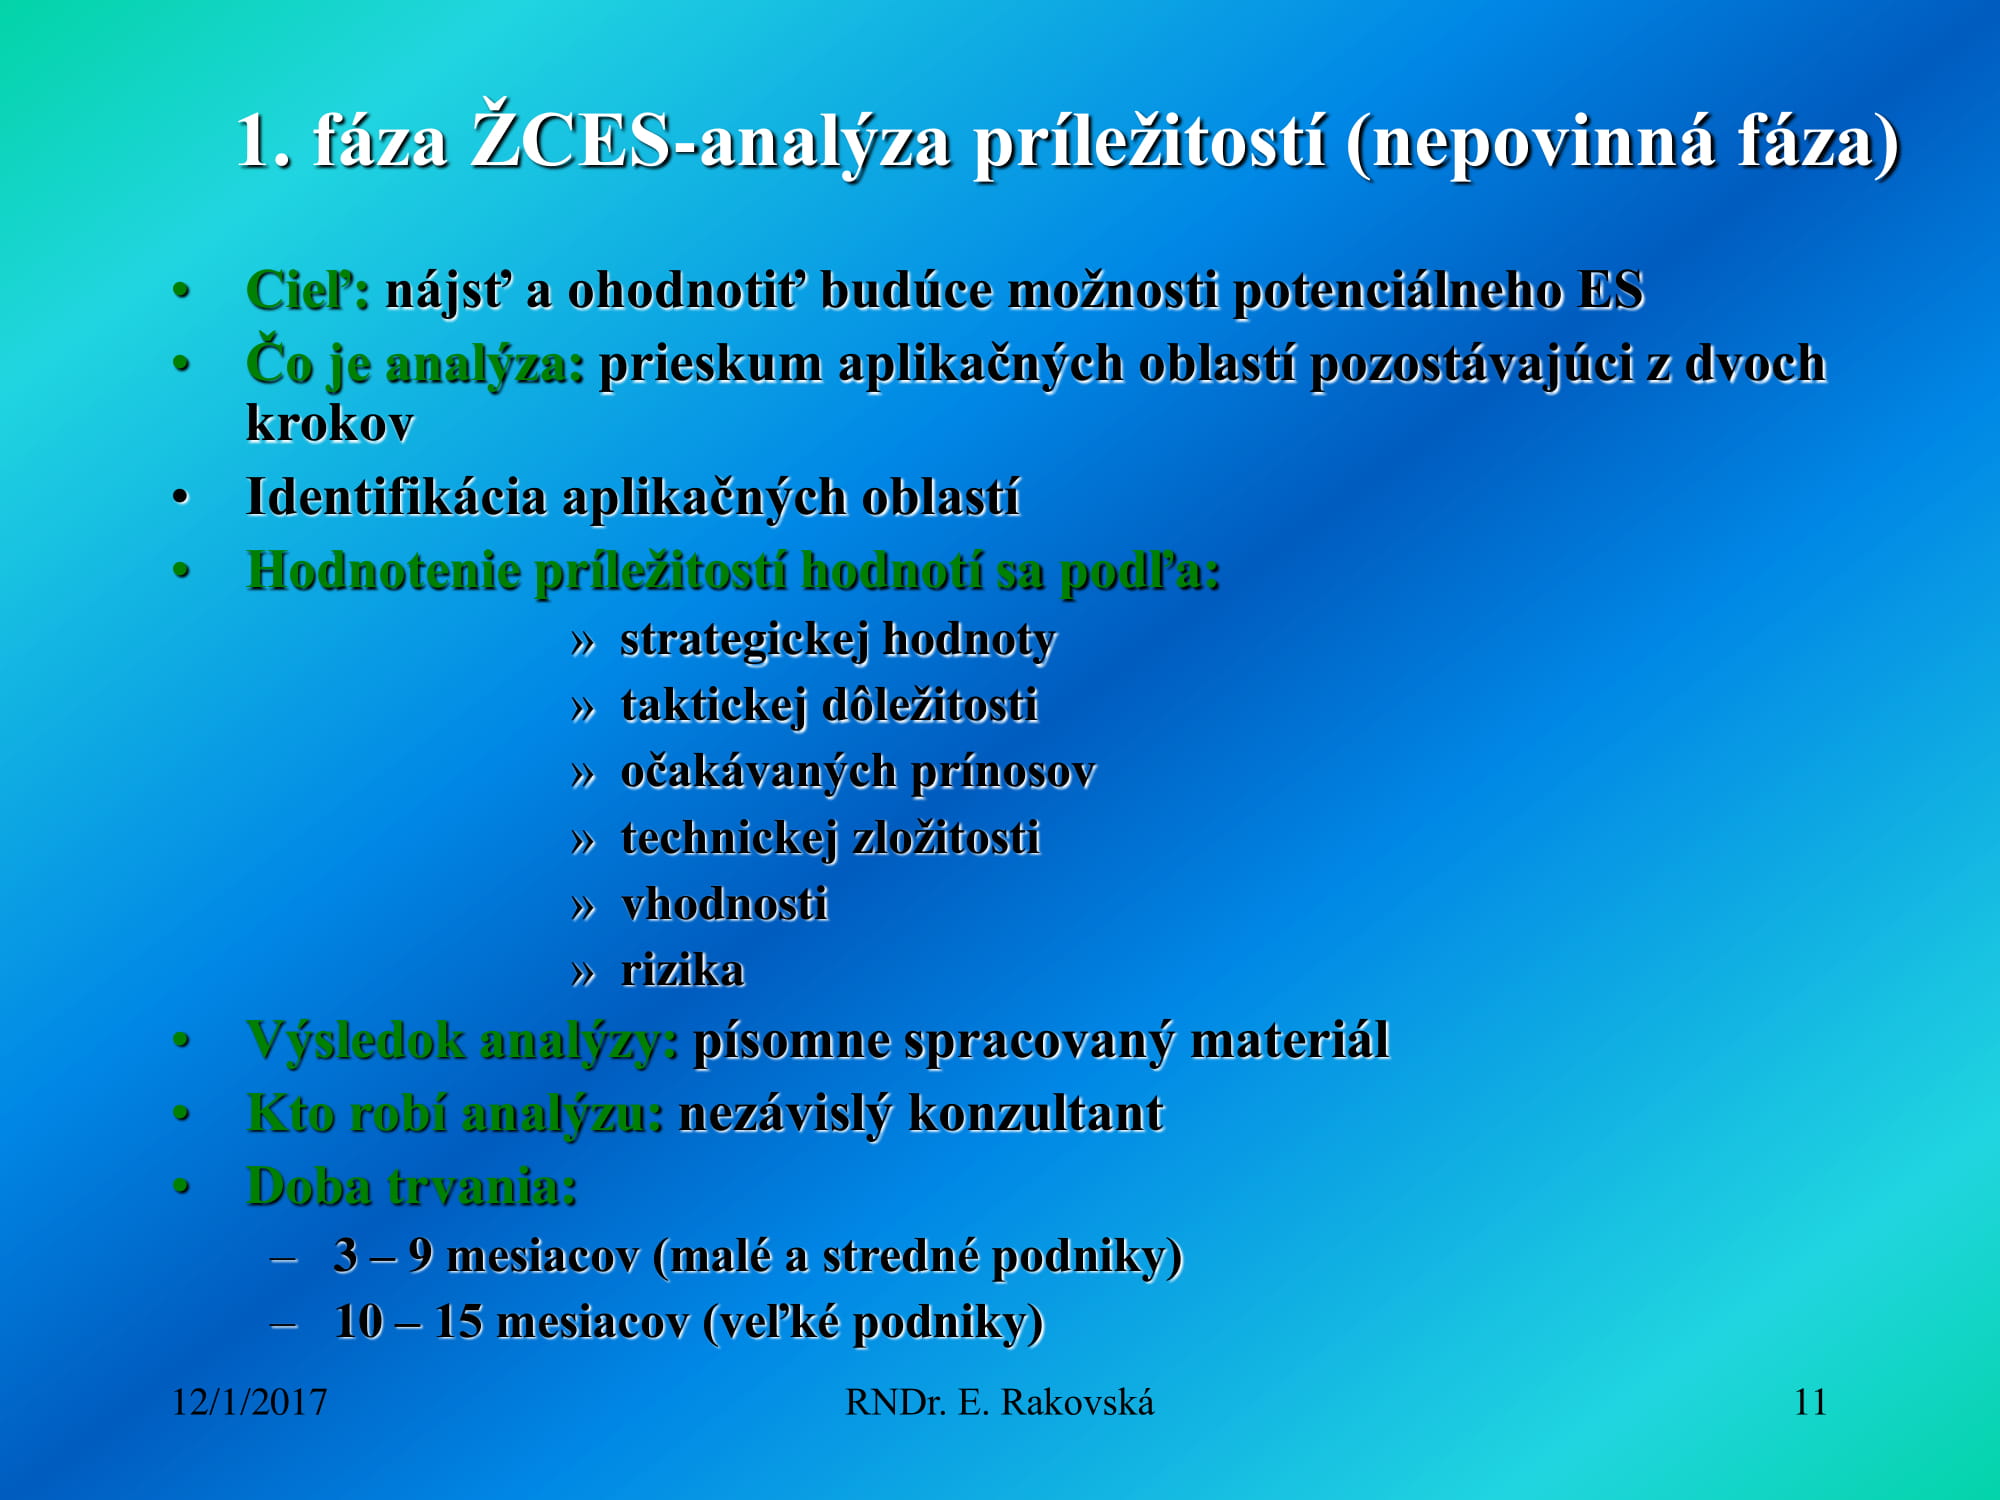 1. fáza ŽCES-analýza príležitostí (nepovinná fáza)
• Cieľ: nájsť a ohodnotiť budúce možnosti potenciálneho ES
• Čo je analýza: prieskum aplikačných oblastí pozostávajúci z dvoch
krokov
• Identifikácia aplikačných oblastí
• Hodnotenie príležitostí hodnotí sa podľa:
» strategickej hodnoty
» taktickej dôležitosti
» očakávaných prínosov
» technickej zložitosti
» vhodnosti
» rizika
• Výsledok analýzy: písomne spracovaný materiál
• Kto robí analýzu: nezávislý konzultant
• Doba trvania:
– 3 – 9 mesiacov (malé a stredné podniky)
– 10 – 15 mesiacov (veľké podniky)
12/1/2017 RNDr. E. Rakovská 11